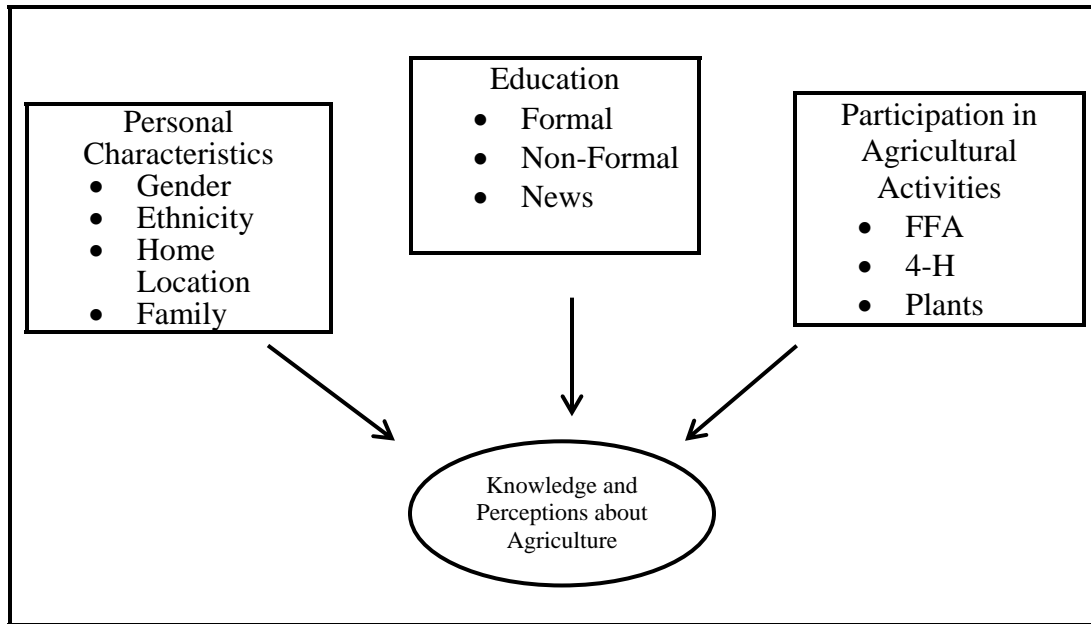 Personal
Characteristics
• Gender
• Ethnicity
• Home
Location
• Family
Education
• Formal
• Non-Formal
• News
Participation in
Agricultural
Activities
• FFA
• 4-H
• Plants
Knowledge and
Perceptions about
Agriculture